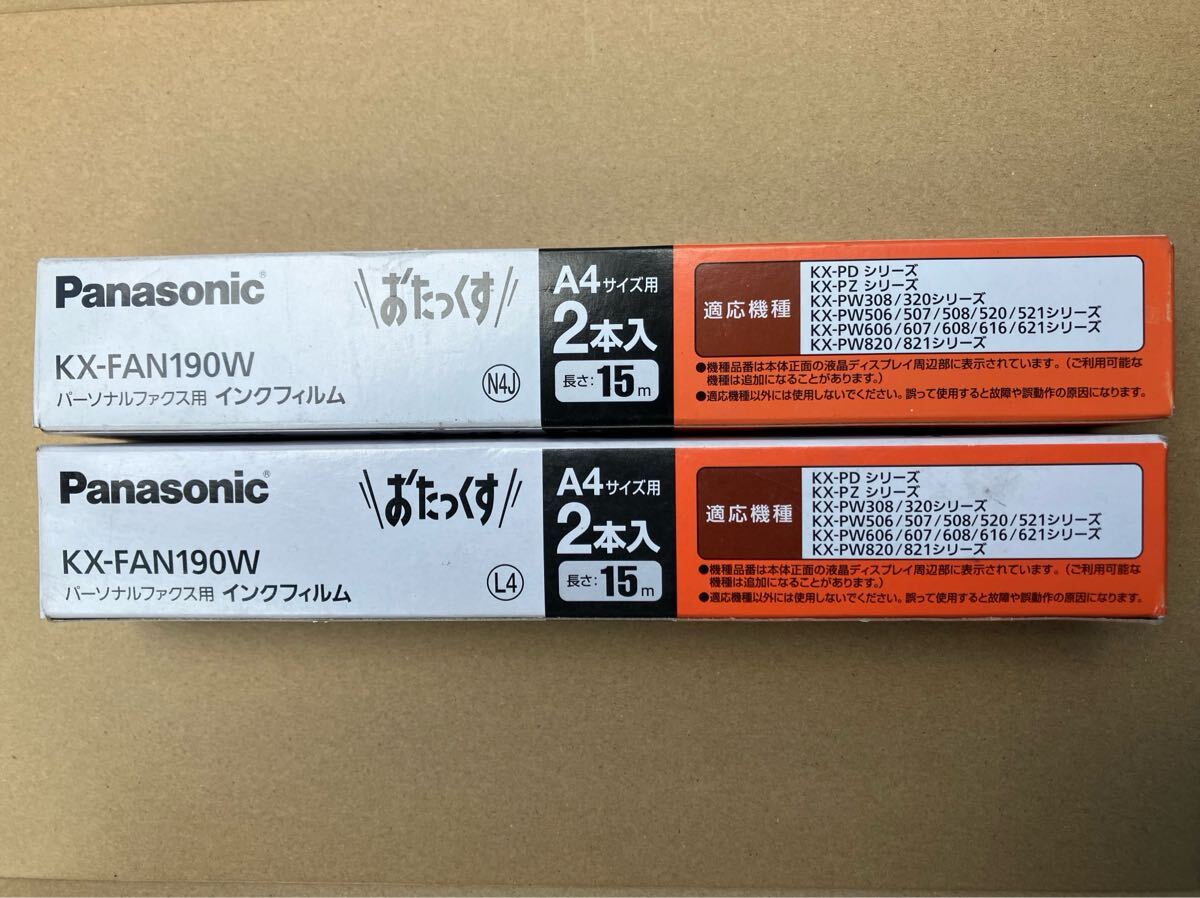 Panasonic®
おたっくす
KX-FAN190W
パーソナルファクス用 インクフィルム
N4J
A4サイズ用
2本入
長さ:15m
適応機種
KX-PD シリーズ
KX-PZ シリーズ
KX-PW308/320シリーズ
KX-PW506/507/508/520/521シリーズ
KX-PW606/607/608/616/621シリーズ
KX-PW820/821シリーズ
●機種品番は本体正面の液晶ディスプレイ周辺部に表示されています。(ご利用可能な
機種は追加になることがあります。)
●適応機種以外には使用しないでください。誤って使用すると故障や誤動作の原因になります。
Panasonic®
おたっくす
KX-FAN190W
パーソナルファクス用 インクフィルム
L4
A4サイズ用
2本入
長さ:15m
適応機種
KX-PD シリーズ
KX-PZ シリーズ
KX-PW308/320シリーズ
KX-PW506/507/508/520/521シリーズ
KX-PW606/607/608/616/621シリーズ
KX-PW820/821シリーズ
●機種品番は本体正面の液晶ディスプレイ周辺部に表示されています。(ご利用可能な
機種は追加になることがあります。)
●適応機種以外には使用しないでください。誤って使用すると故障や誤動作の原因になります。